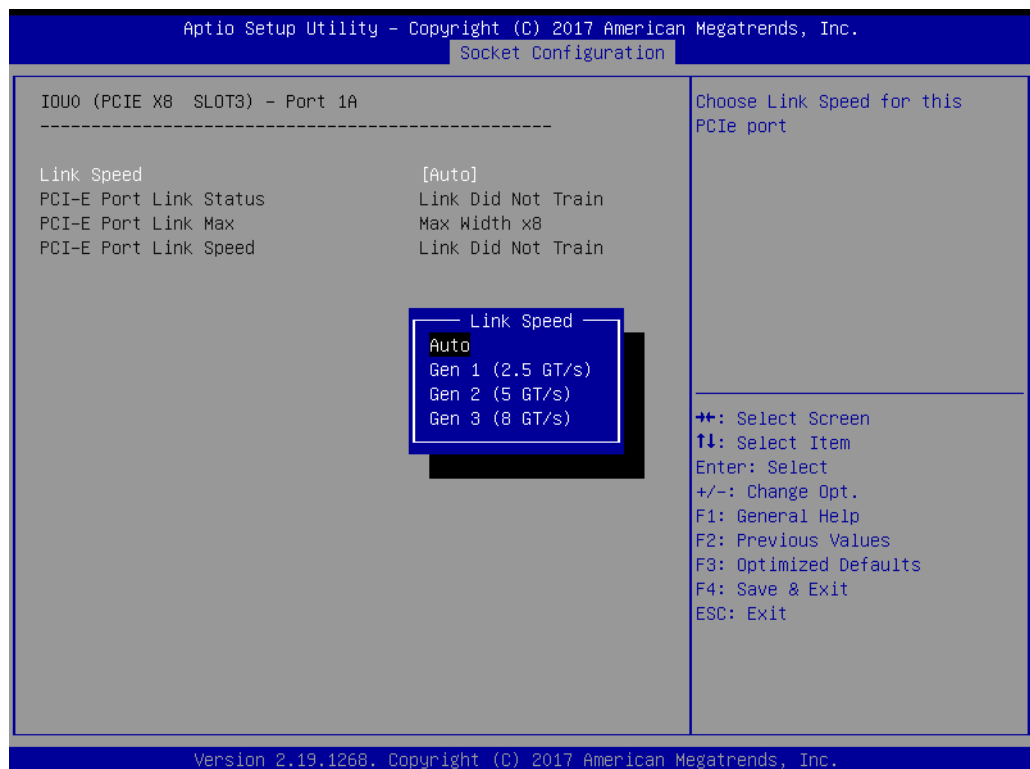 Aptio Setup Utility – Copyright (C) 2017 American Megatrends, Inc.
Socket Configuration
IOU0 (PCIE X8  SLOT3) – Port 1A
--------------------------------------------------
Link Speed [Auto]
PCI-E Port Link Status Link Did Not Train
PCI-E Port Link Max Max Width x8
PCI-E Port Link Speed Link Did Not Train
Link Speed
Auto
Gen 1 (2.5 GT/s)
Gen 2 (5 GT/s)
Gen 3 (8 GT/s)
Choose Link Speed for this
PCIe port
→←: Select Screen
↑↓: Select Item
Enter: Select
+/-: Change Opt.
F1: General Help
F2: Previous Values
F3: Optimized Defaults
F4: Save & Exit
ESC: Exit
Version 2.19.1268. Copyright (C) 2017 American Megatrends, Inc.